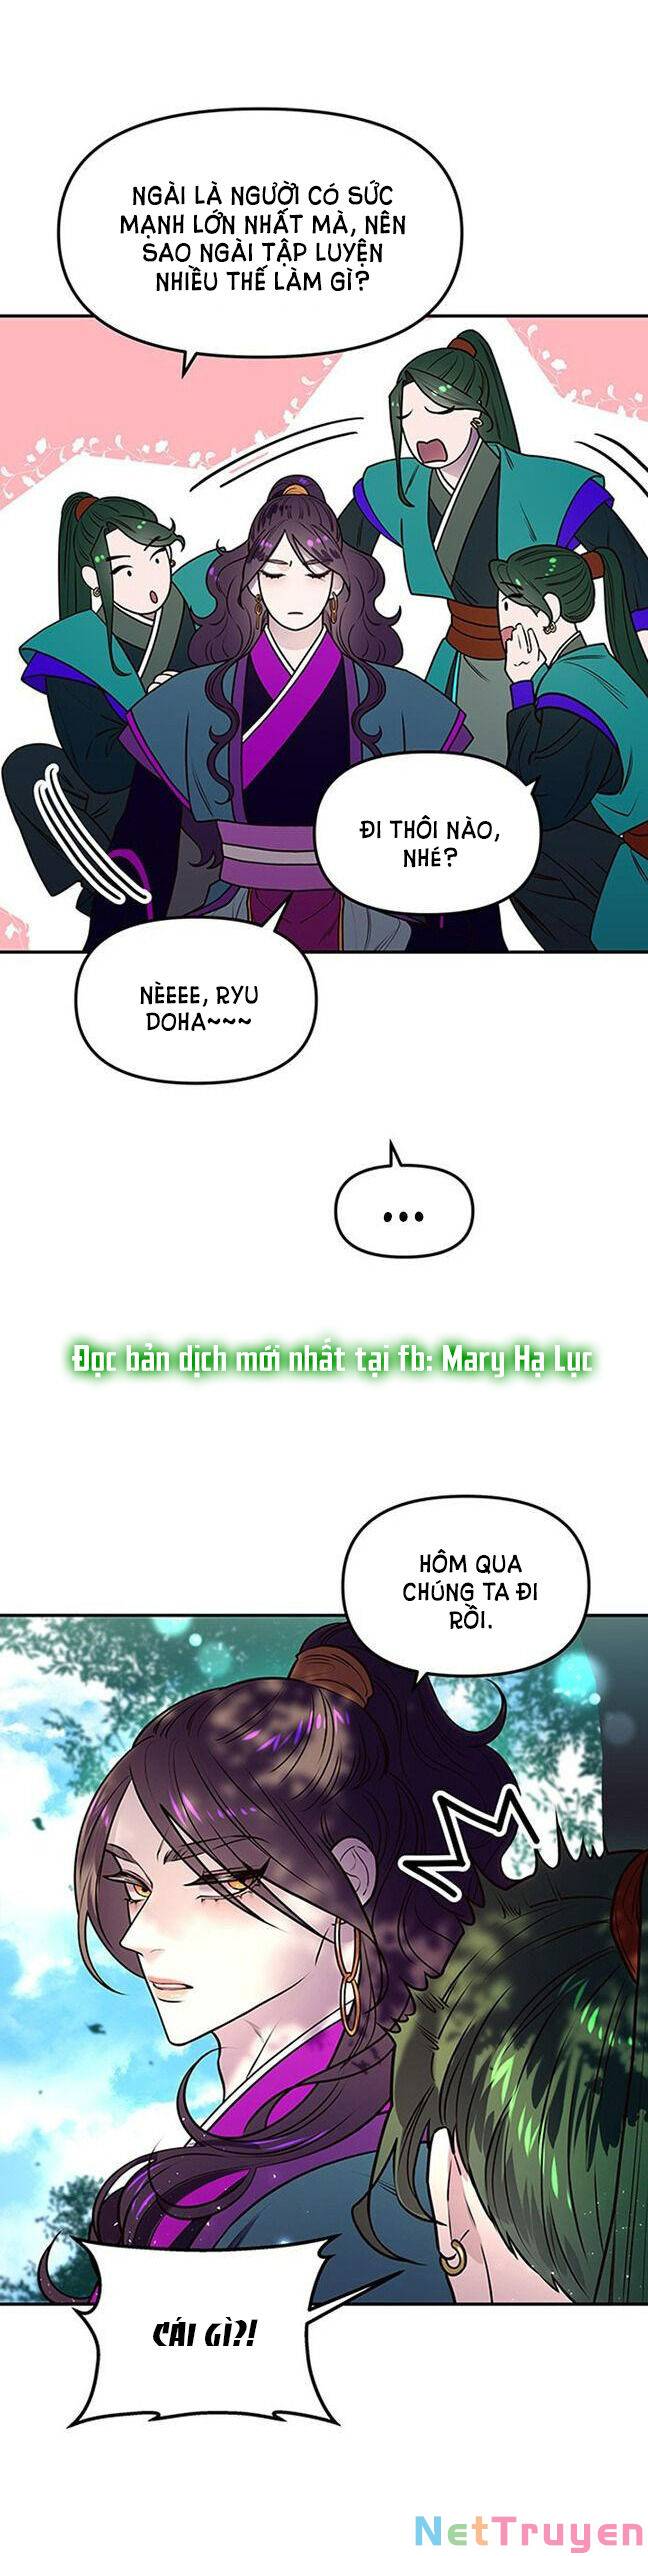 NGÀI LÀ NGƯỜI CÓ SỨC
MẠNH LỚN NHẤT MÀ, NÊN
SAO NGÀI TẬP LUYỆN
NHIỀU THẾ LÀM GÌ?
ĐI THÔI NÀO,
NHÉ?
NÈEEE, RYU
DOHA~~~
...
Đọc bản dịch mới nhất tại fb: Mary Hạ Lục
HÔM QUA
CHÚNG TA ĐI
RỒI.
CÁI GÌ?!
NetTruyen